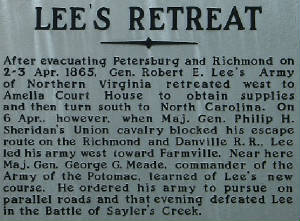 LEE'S RETREAT
After evacuating Petersburg and Richmond on
2-3 Apr. 1865, Gen. Robert E. Lee's Army
of Northern Virginia retreated west to
Amelia Court House to obtain supplies
and then turn south to North Carolina. On
6 Apr., however, when Maj. Gen. Philip H.
Sheridan's Union cavalry blocked his escape
route on the Richmond and Danville R.R., Lee
led his army west toward Farmville. Near here
Maj. Gen. George G. Meade, commander of the
Army of the Potomac, learned of Lee's new
course. He ordered his army to pursue on
parallel roads and that evening defeated Lee
in the Battle of Sayler's Creek.